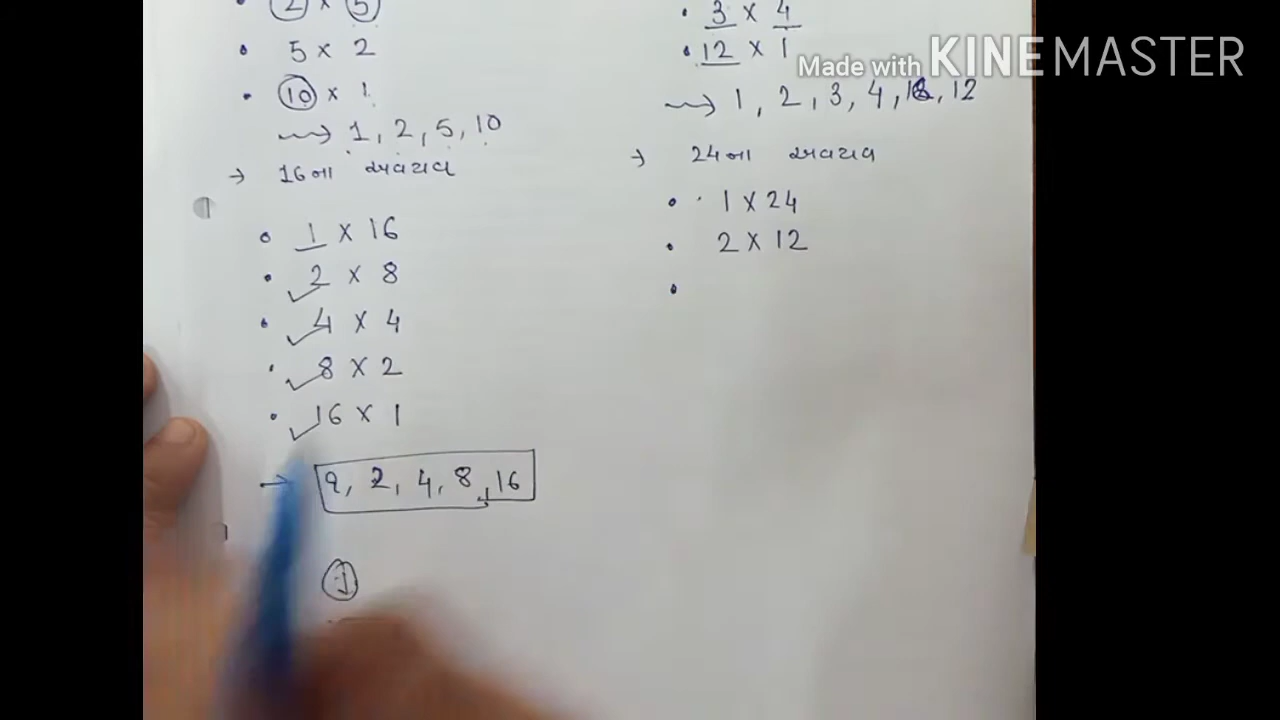 2 × 5
5 × 2
10 × 1
1, 2, 5, 10
→ 16ના અવયવ
1 × 16
2 × 8
4 × 4
8 × 2
16 × 1
→ ૧, 2, 4, 8, 16
3 × 4
12 × 1
Made with KINEMASTER
1, 2, 3, 4, 12
→ 24ના અવયવ
1 × 24
2 × 12